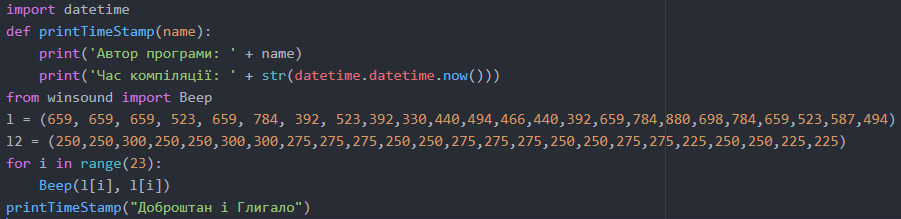 import datetime
def printTimeStamp(name):
    print('Автор програми: ' + name)
    print('Час компіляції: ' + str(datetime.datetime.now()))
from winsound import Beep
l = (659, 659, 659, 523, 659, 784, 392, 523,392,330,440,494,466,440,392,659,784,880,698,784,659,523,587,494)
l2 = (250,250,300,250,250,300,300,275,275,275,250,250,275,275,275,250,250,275,275,225,250,250,225,225)
for i in range(23):
    Beep(l[i], l[i])
printTimeStamp("Доброштан і Глигало")